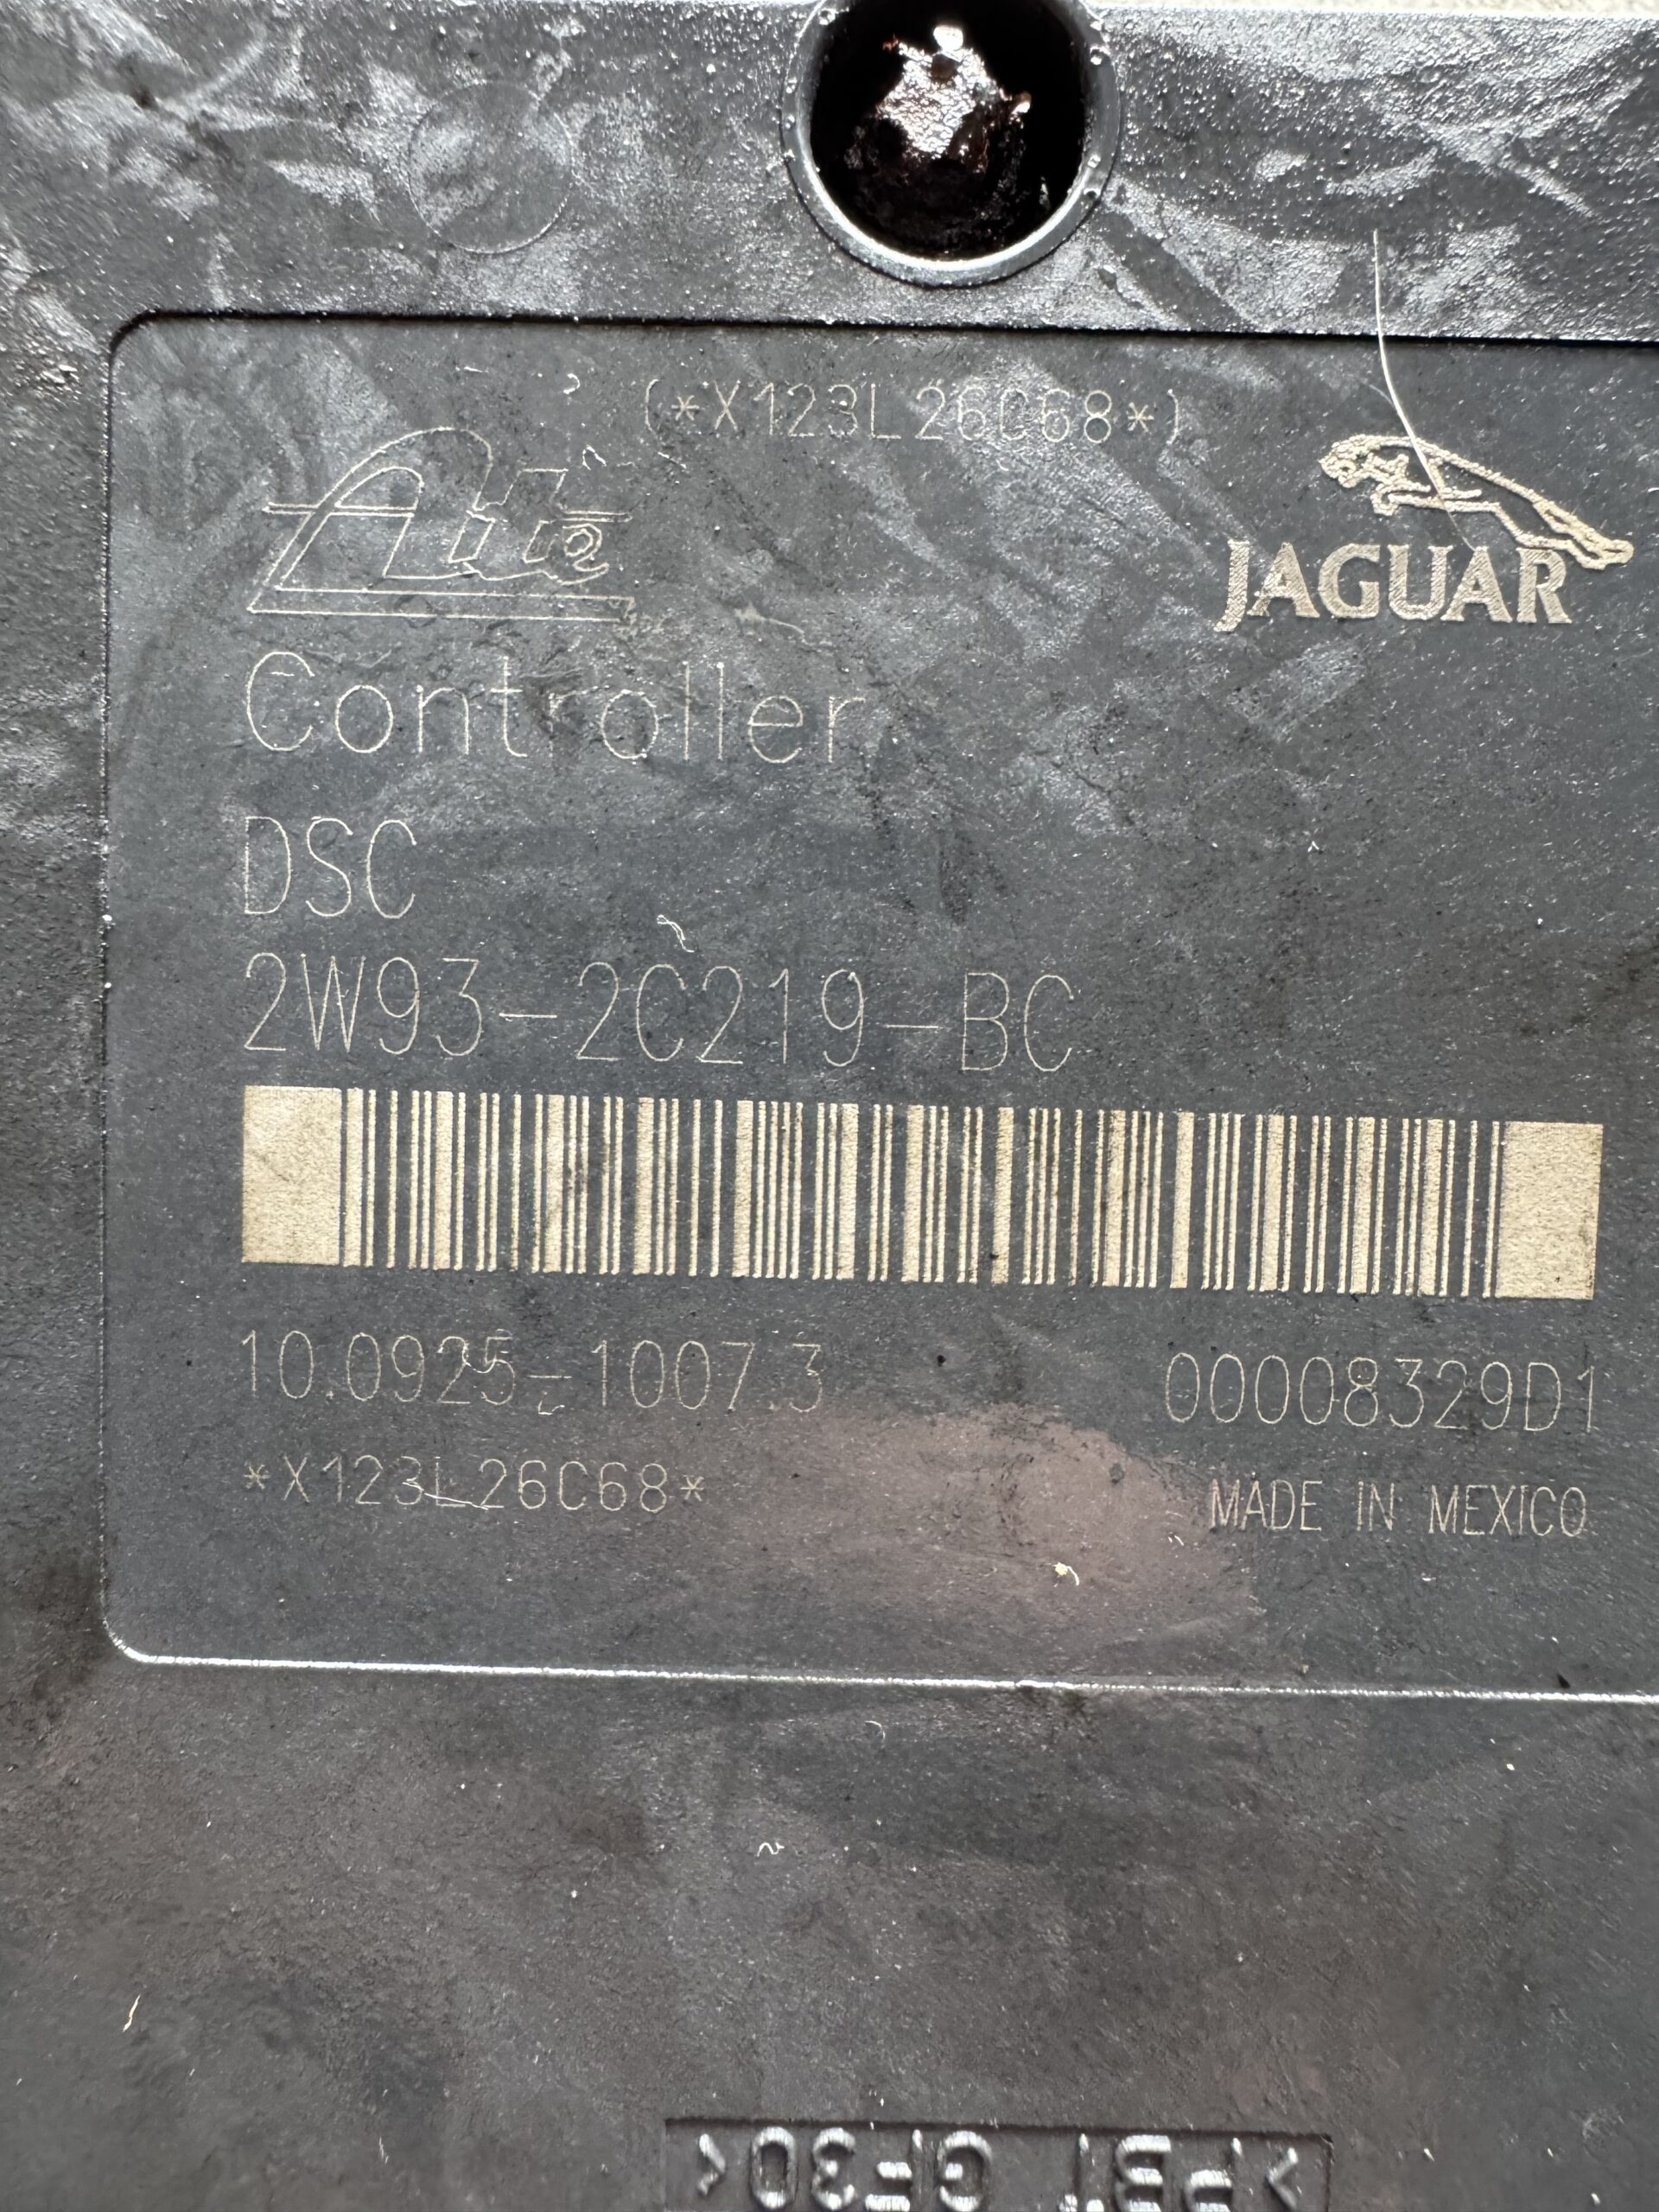 (*X123L26C68*)
Ate
JAGUAR
Controller
DSC
2W93-2C219-BC
10.0925-1007.3
00008329D1
*X123L26C68*
MADE IN MEXICO
>PBT GF30<